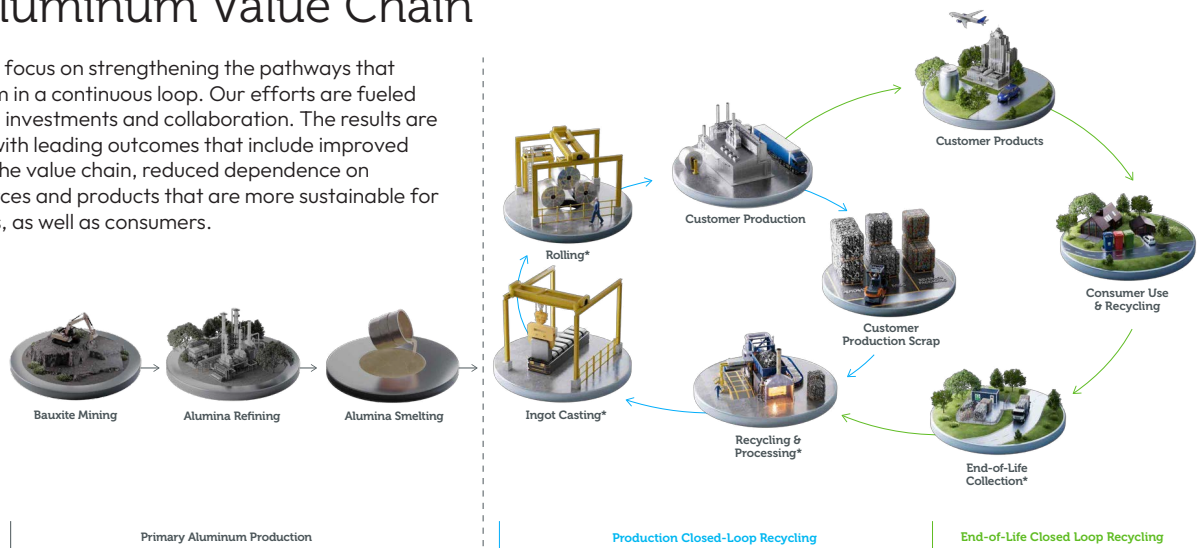 luminum Value Chain
focus on strengthening the pathways that
in a continuous loop. Our efforts are fueled
investments and collaboration. The results are
with leading outcomes that include improved
he value chain, reduced dependence on
ces and products that are more sustainable for
, as well as consumers.
Customer Products
Customer Production
Rolling*
Consumer Use
& Recycling
Customer
Production Scrap
Bauxite Mining
Alumina Refining
Alumina Smelting
Ingot Casting*
Recycling &
Processing*
End-of-Life
Collection*
Primary Aluminum Production
Production Closed-Loop Recycling
End-of-Life Closed Loop Recycling